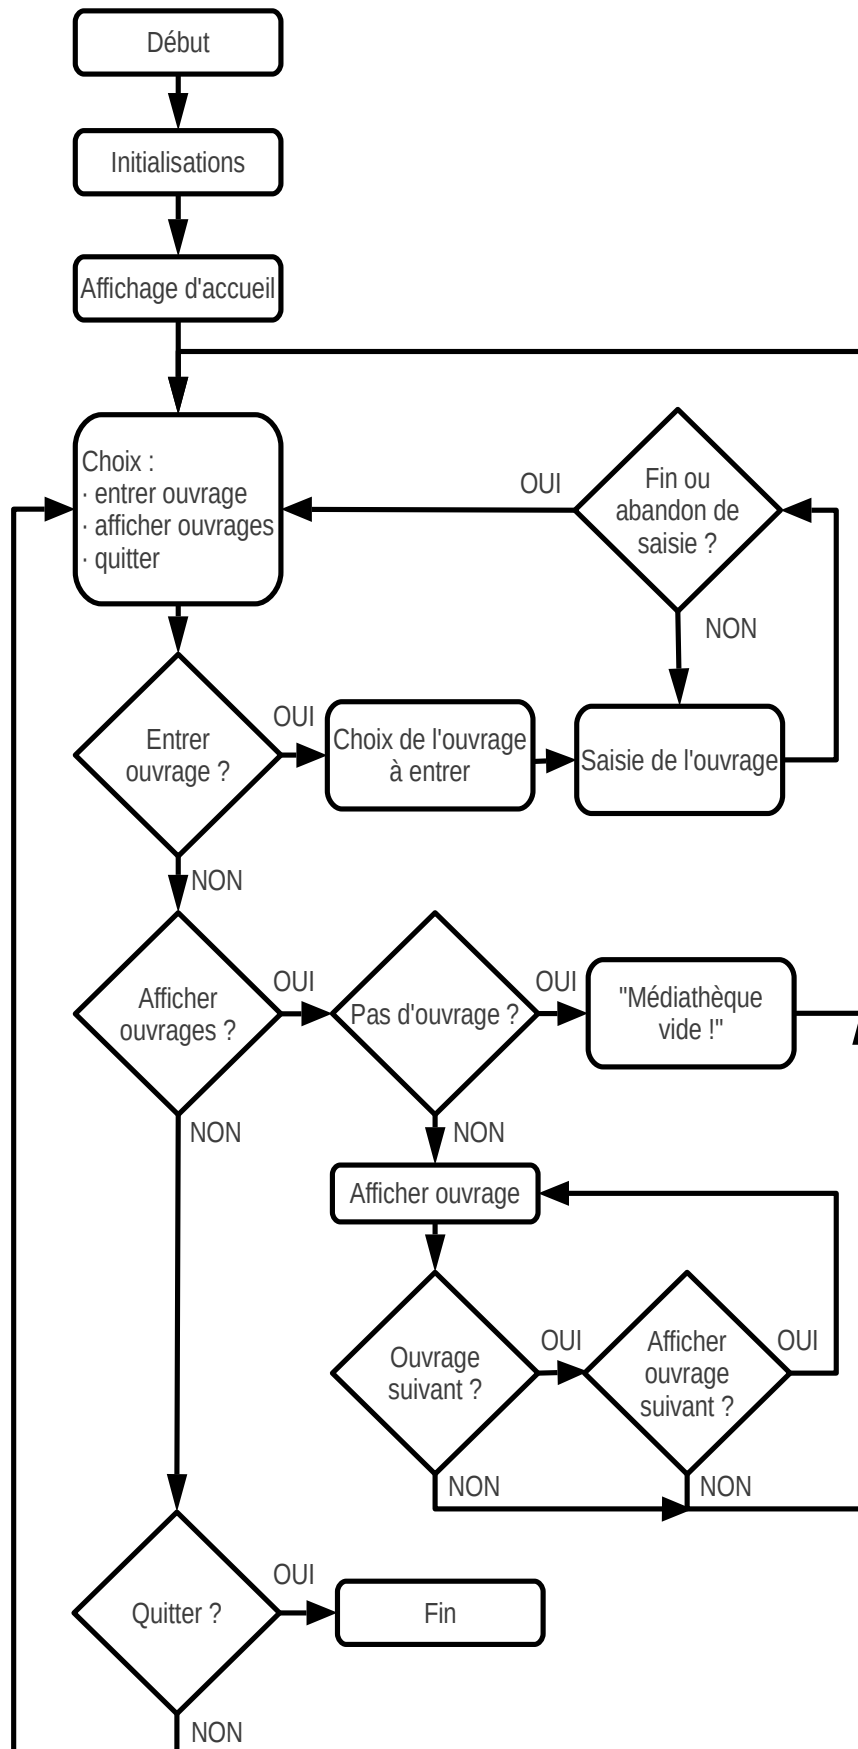 Début
Initialisations
Affichage d'accueil
Choix :
· entrer ouvrage
· afficher ouvrages
· quitter
OUI
Fin ou
abandon de
saisie ?
NON
Entrer
ouvrage ?
OUI
Choix de l'ouvrage
à entrer
Saisie de l'ouvrage
NON
Afficher
ouvrages ?
OUI
Pas d'ouvrage ?
OUI
"Médiathèque
vide !"
NON
NON
Afficher ouvrage
Ouvrage
suivant ?
OUI
Afficher
ouvrage
suivant ?
OUI
NON
NON
Quitter ?
OUI
Fin
NON